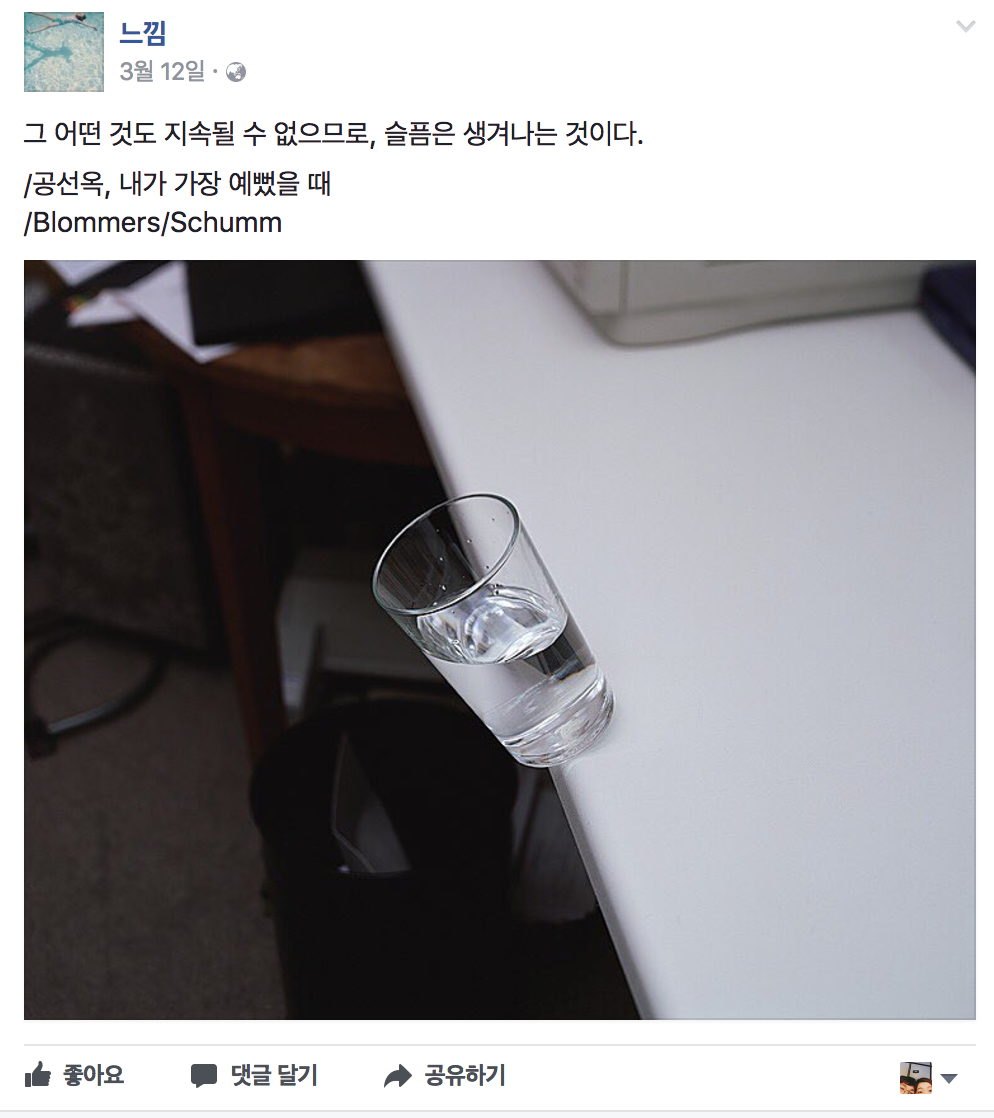 느낌
3월 12일 ·
그 어떤 것도 지속될 수 없으므로, 슬픔은 생겨나는 것이다.
/공선옥, 내가 가장 예뻤을 때
/Blommers/Schumm
좋아요 댓글 달기 공유하기